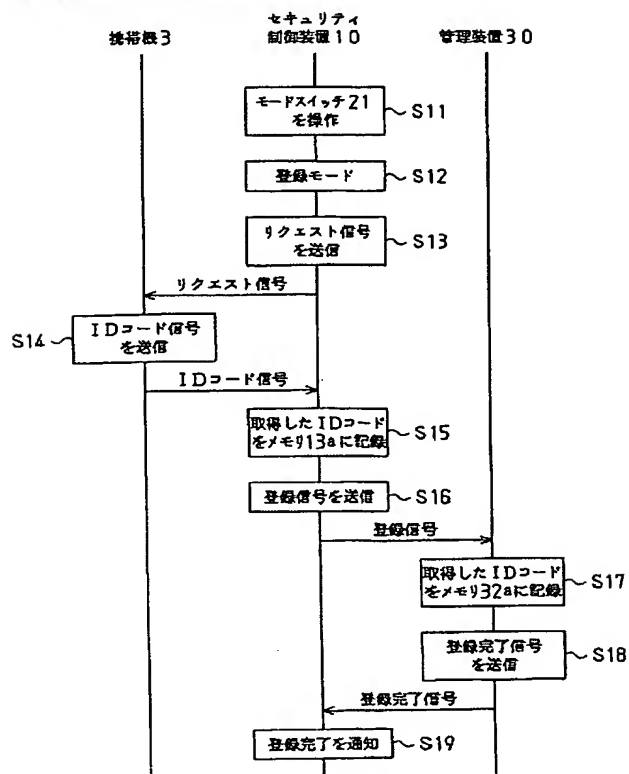 携帯機3
セキュリティ
制御装置10
管理装置30
モードスイッチ21
を操作
S11
登録モード
S12
リクエスト信号
を送信
S13
リクエスト信号
S14
IDコード信号
を送信
IDコード信号
取得したIDコード
をメモリ13aに記録
S15
登録信号を送信
S16
登録信号
取得したIDコード
をメモリ32aに記録
S17
登録完了信号
を送信
S18
登録完了信号
登録完了を通知
S19